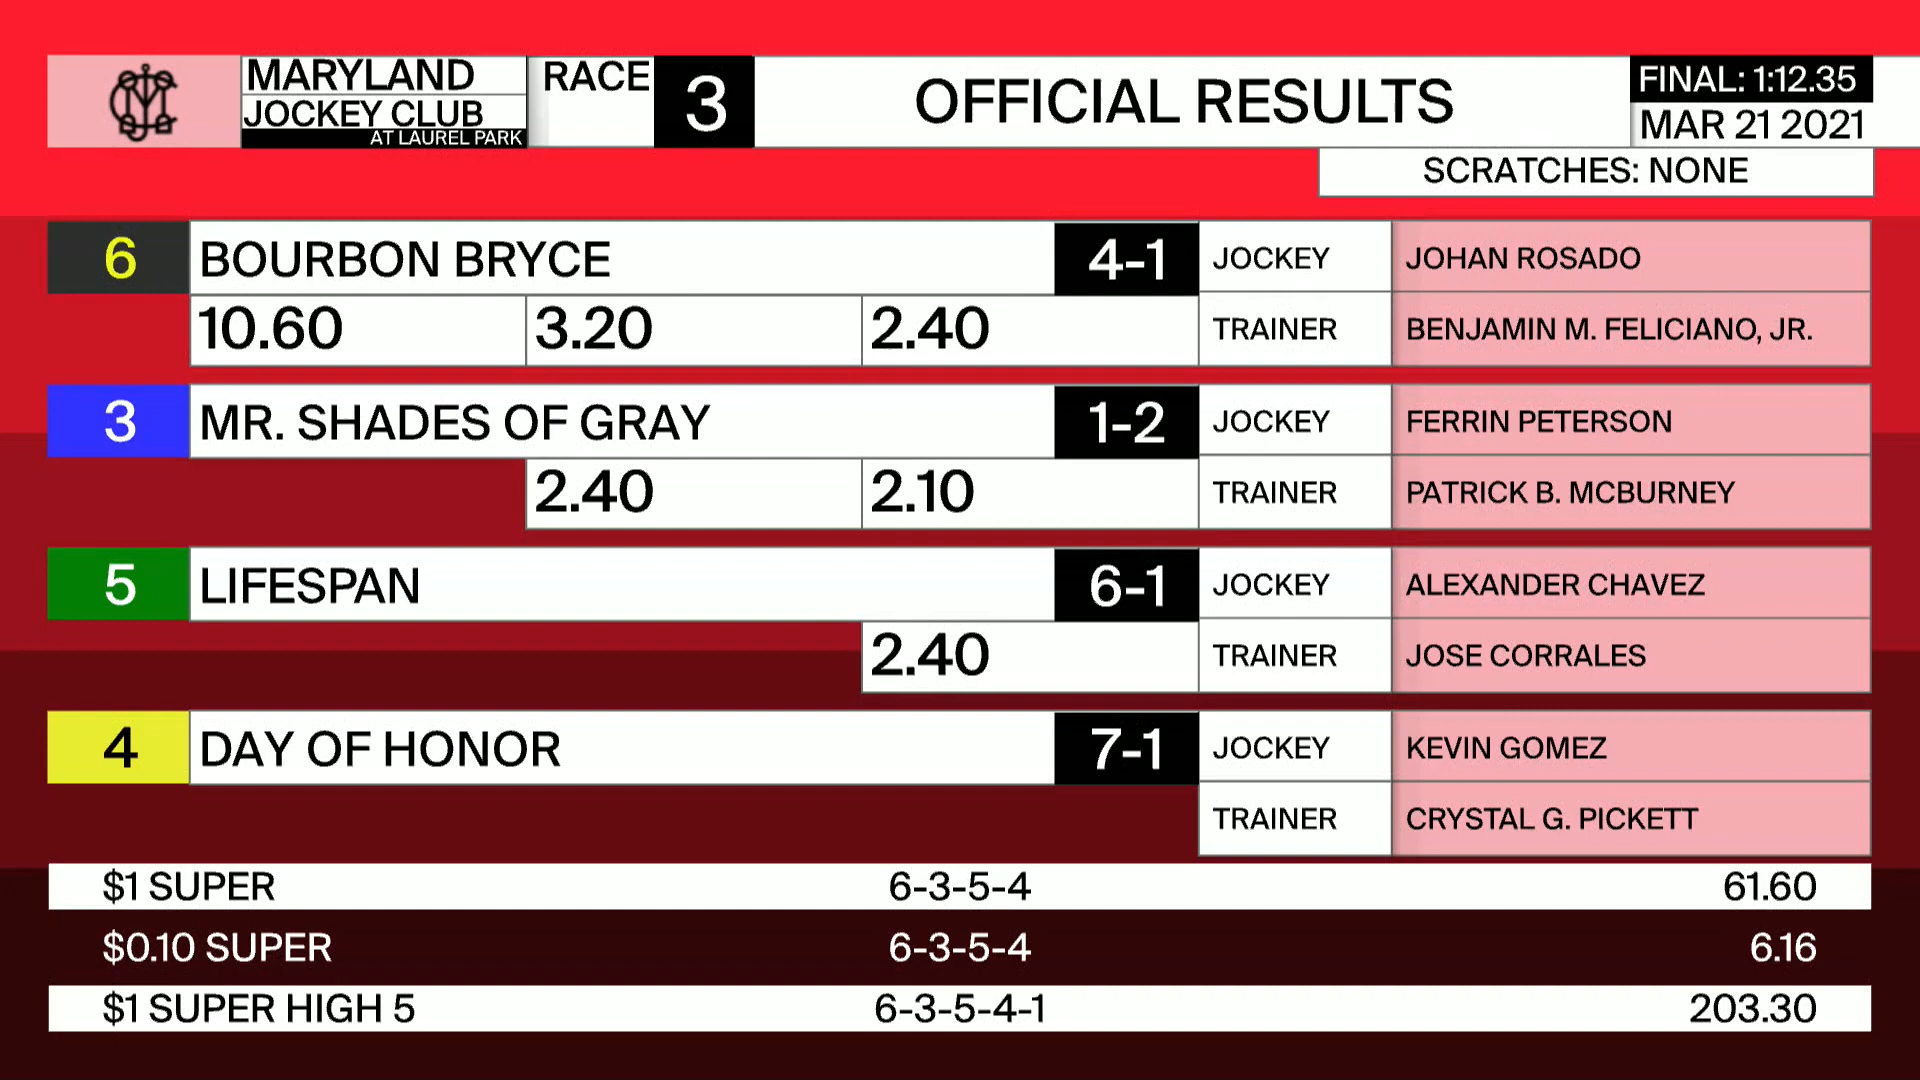 MARYLAND
JOCKEY CLUB
AT LAUREL PARK
RACE 3
OFFICIAL RESULTS
FINAL: 1:12.35
MAR 21 2021
SCRATCHES: NONE
6 BOURBON BRYCE 4-1 JOCKEY JOHAN ROSADO
10.60 3.20 2.40 TRAINER BENJAMIN M. FELICIANO, JR.
3 MR. SHADES OF GRAY 1-2 JOCKEY FERRIN PETERSON
2.40 2.10 TRAINER PATRICK B. MCBURNEY
5 LIFESPAN 6-1 JOCKEY ALEXANDER CHAVEZ
2.40 TRAINER JOSE CORRALES
4 DAY OF HONOR 7-1 JOCKEY KEVIN GOMEZ
TRAINER CRYSTAL G. PICKETT
$1 SUPER 6-3-5-4 61.60
$0.10 SUPER 6-3-5-4 6.16
$1 SUPER HIGH 5 6-3-5-4-1 203.30